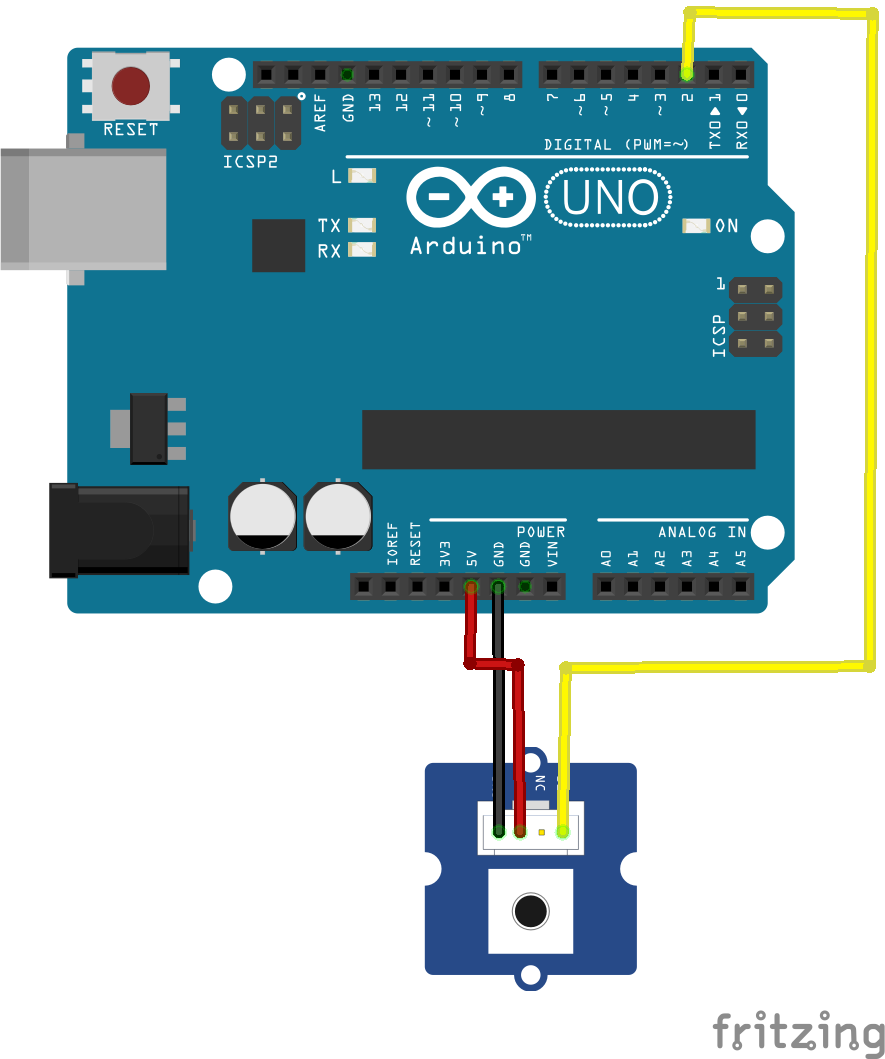 RESET
ICSP2
AREF
GND
13
12
~11
~10
~9
8
7
~6
~5
4
~3
2
TXO▶1
RXO◀0
DIGITAL (PWM=~)
L
TX
RX
Arduino™
UNO
ON
1
ICSP
IOREF
RESET
3V3
5V
GND
GND
VIN
POWER
ANALOG IN
A0
A1
A2
A3
A4
A5
NC
fritzing